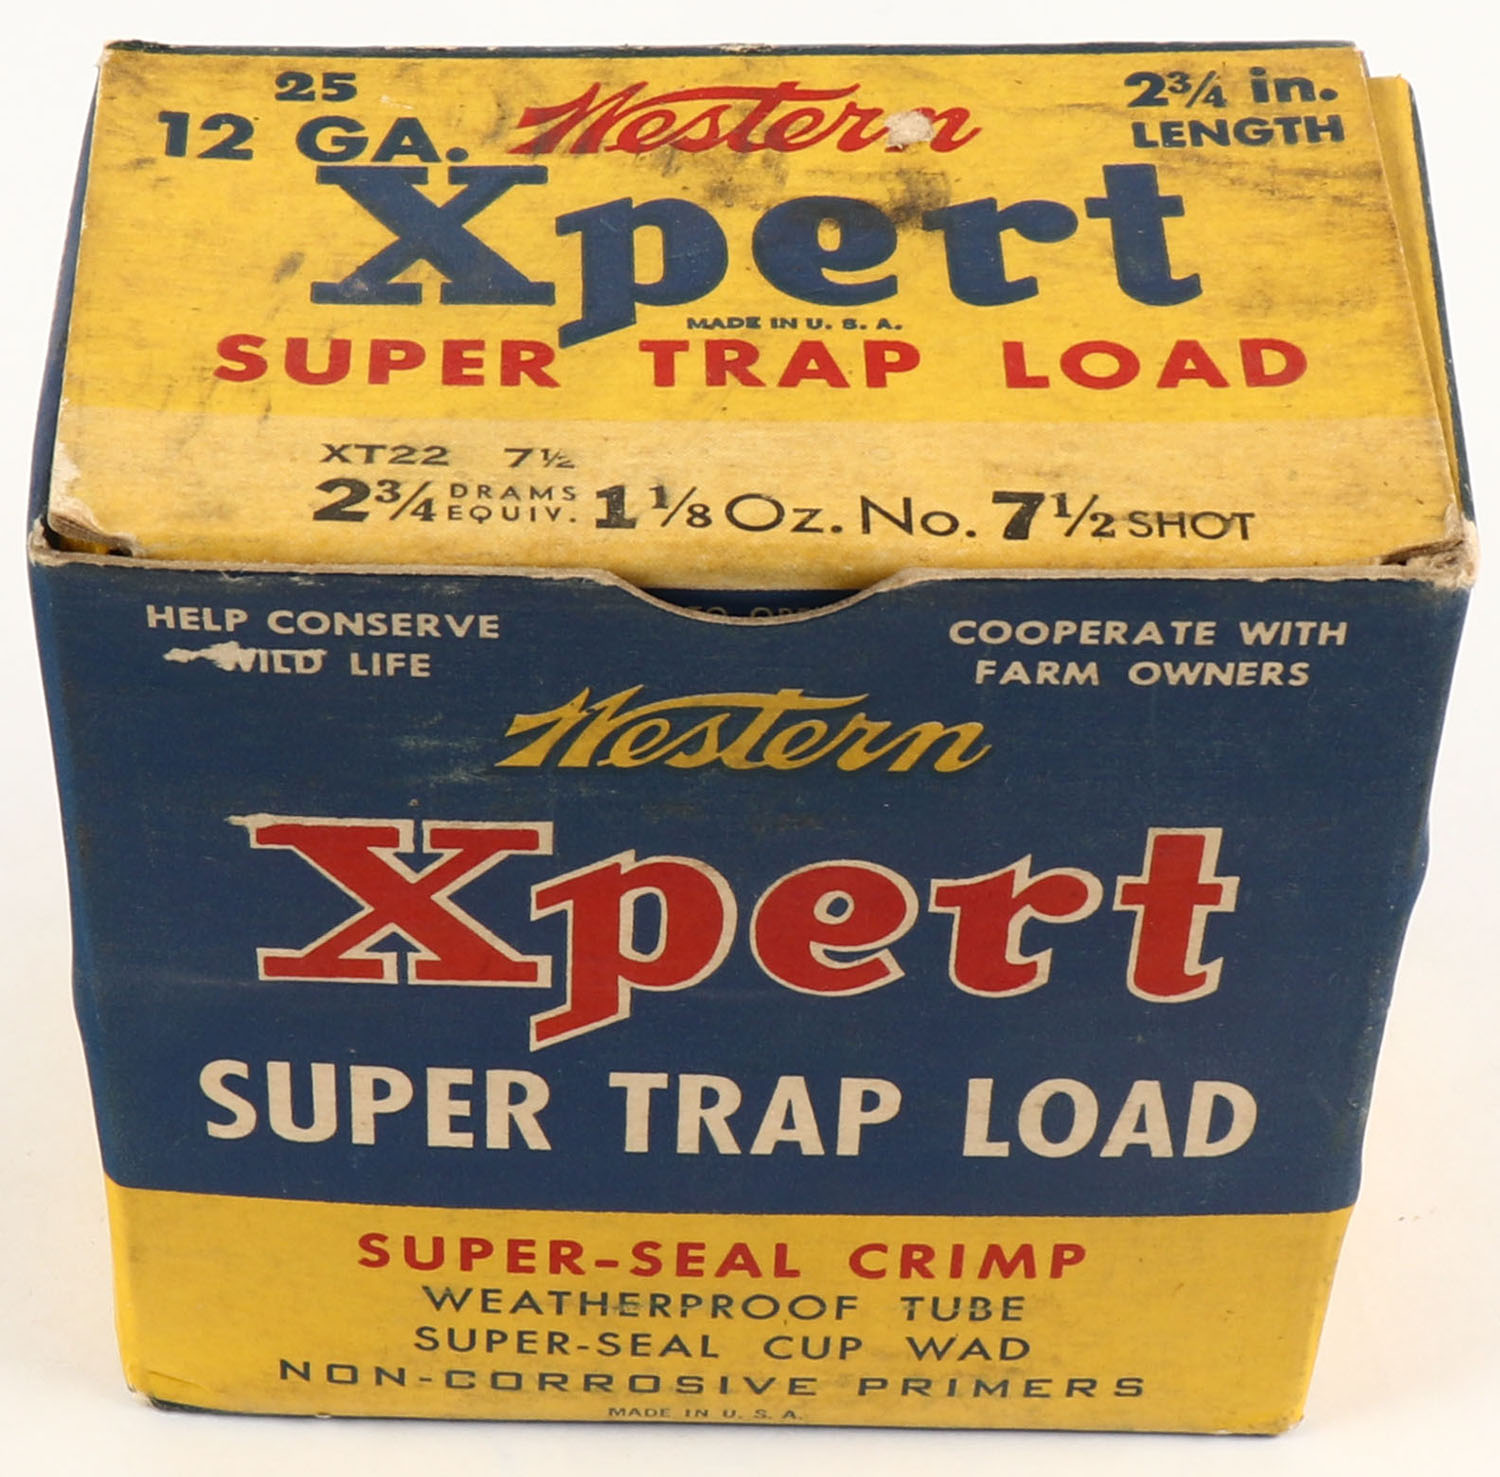 25
12 GA.
Western
2¾ in.
LENGTH
Xpert
MADE IN U. S. A.
SUPER TRAP LOAD
XT22 7½
2¾ DRAMS EQUIV. 1⅛ Oz. No. 7½ SHOT
HELP CONSERVE
WILD LIFE
COOPERATE WITH
FARM OWNERS
Western
Xpert
SUPER TRAP LOAD
SUPER-SEAL CRIMP
WEATHERPROOF TUBE
SUPER-SEAL CUP WAD
NON-CORROSIVE PRIMERS
MADE IN U. S. A.